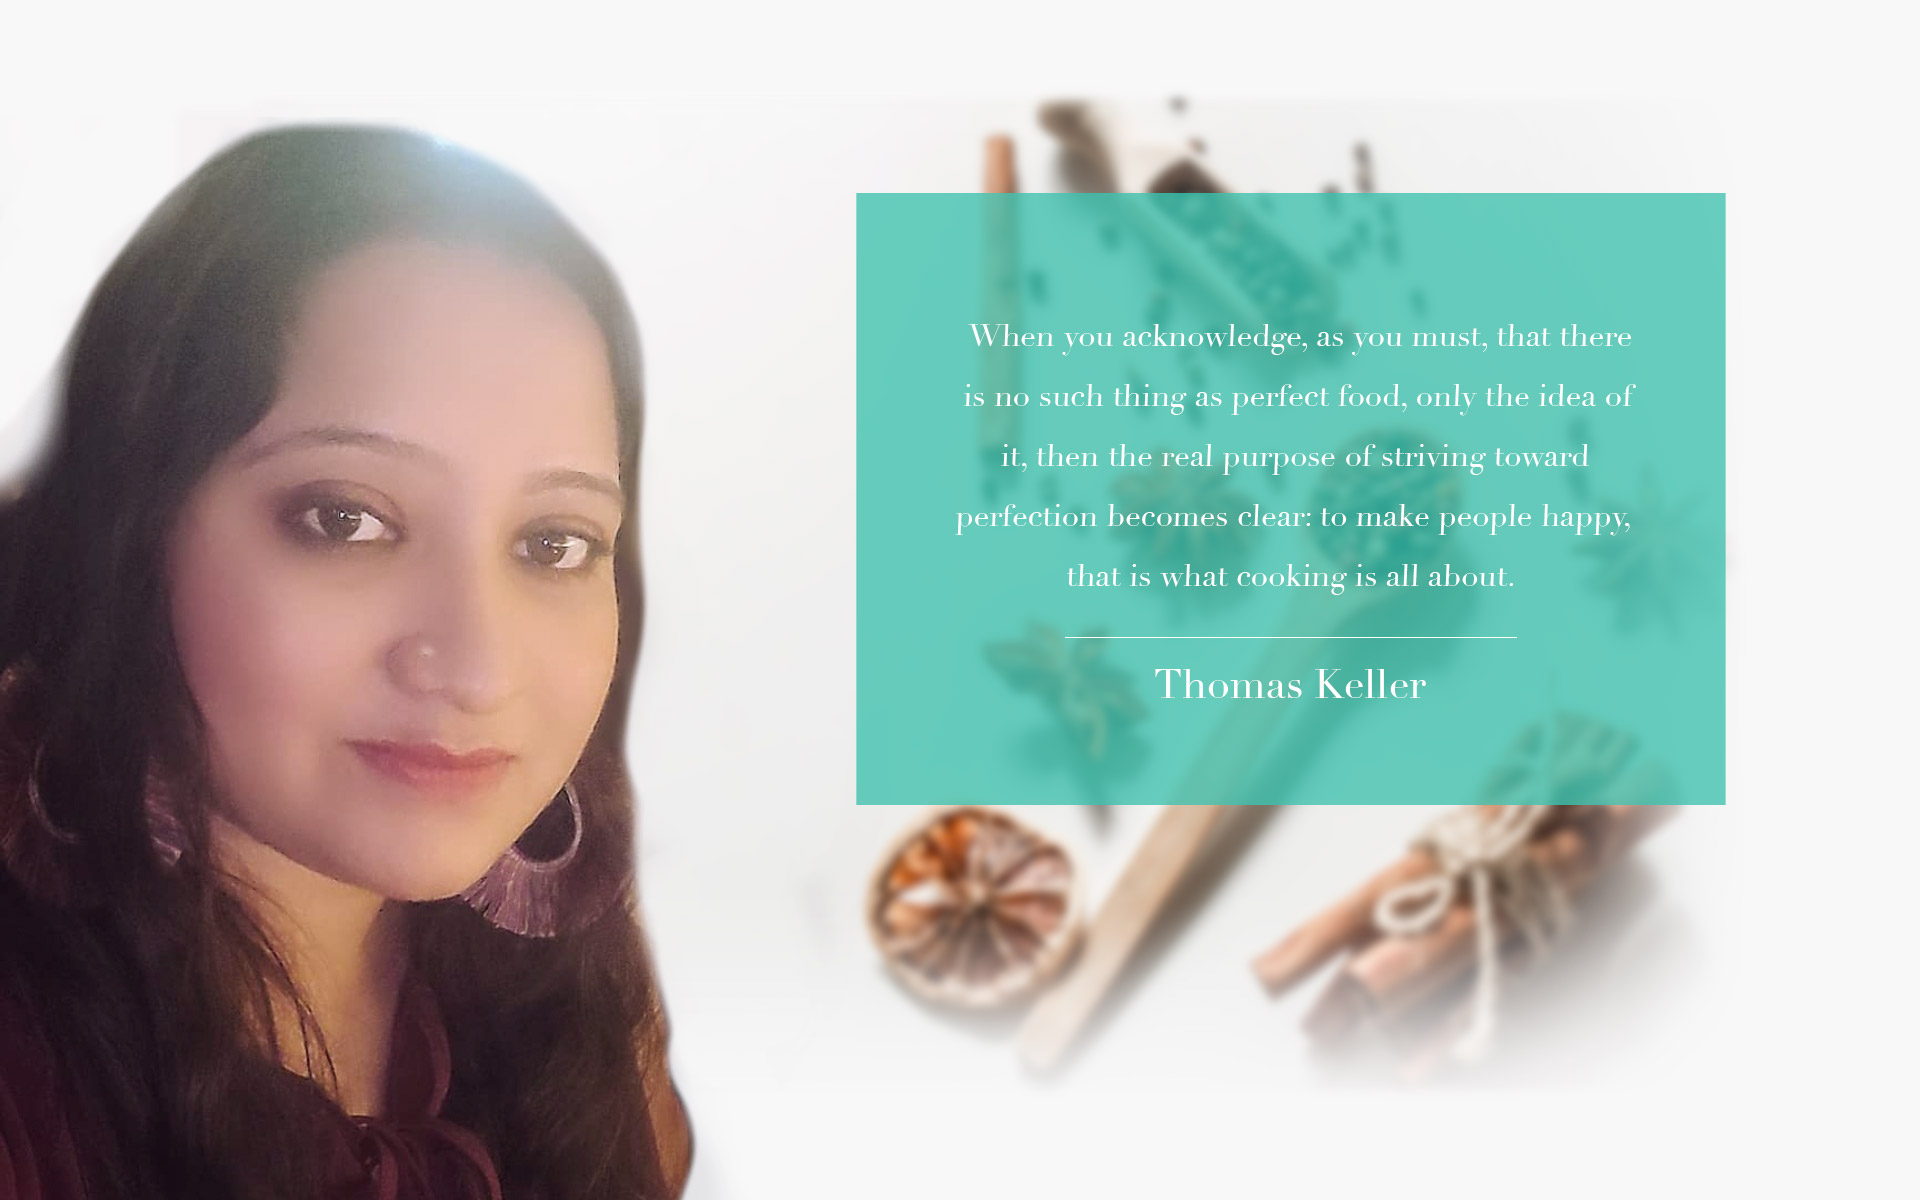 When you acknowledge, as you must, that there
is no such thing as perfect food, only the idea of
it, then the real purpose of striving toward
perfection becomes clear: to make people happy,
that is what cooking is all about.
Thomas Keller